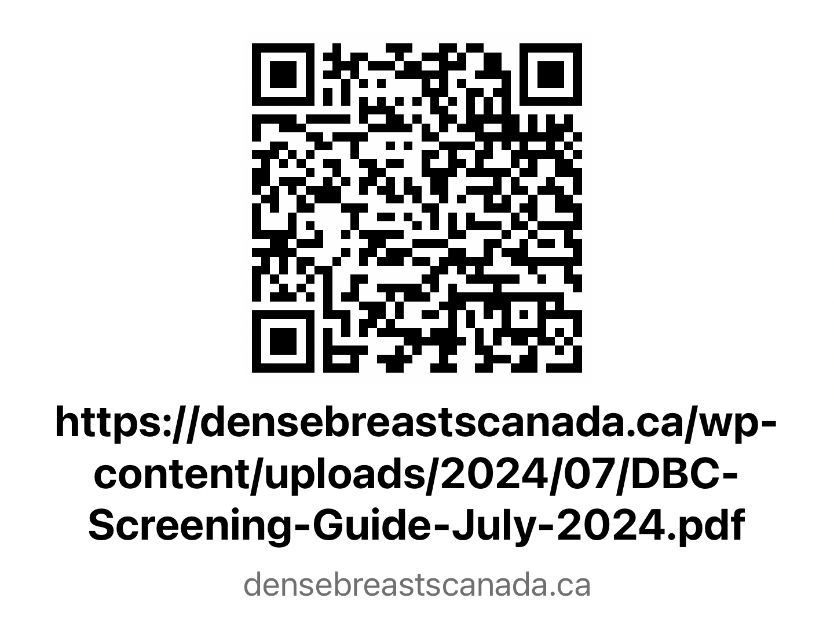 https://densebreastscanada.ca/wp-
content/uploads/2024/07/DBC-
Screening-Guide-July-2024.pdf
densebreastscanada.ca